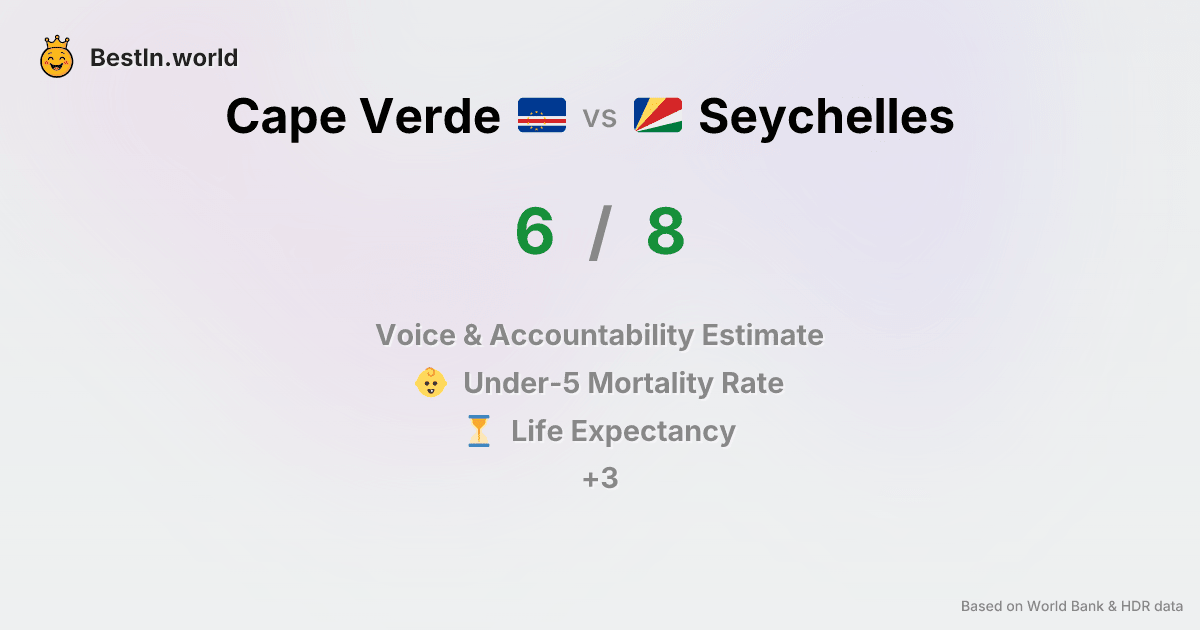 BestIn.world
Cape Verde vs Seychelles
6 / 8
Voice & Accountability Estimate
Under-5 Mortality Rate
Life Expectancy
+3
Based on World Bank & HDR data